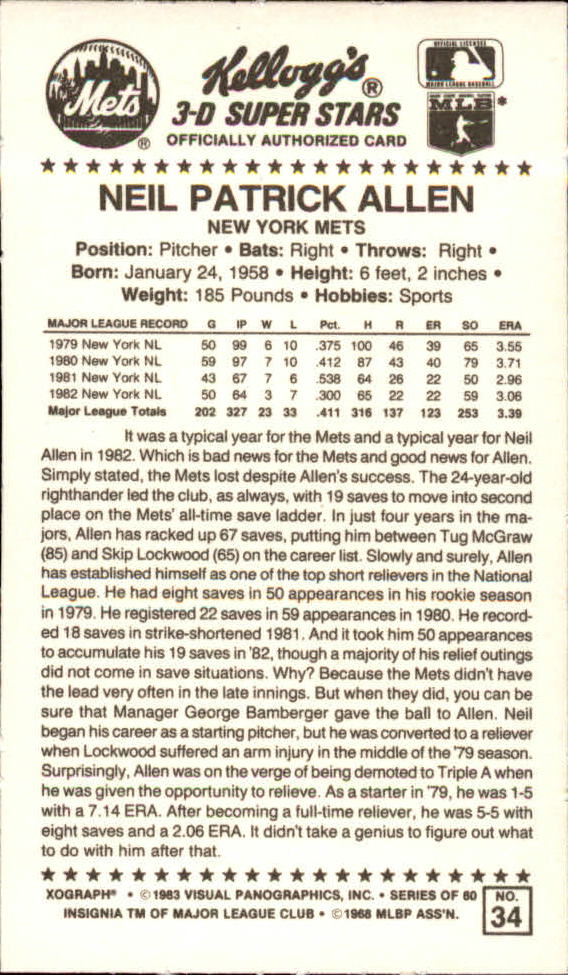 Mets ®
Kellogg's®
3-D SUPER STARS
OFFICIALLY AUTHORIZED CARD
OFFICIAL LICENSEE
MAJOR LEAGUE BASEBALL
MLB*
NEIL PATRICK ALLEN
NEW YORK METS
Position: Pitcher • Bats: Right • Throws: Right •
Born: January 24, 1958 • Height: 6 feet, 2 inches •
Weight: 185 Pounds • Hobbies: Sports
MAJOR LEAGUE RECORD G IP W L Pct. H R ER SO ERA
1979 New York NL 50 99 6 10 .375 100 46 39 65 3.55
1980 New York NL 59 97 7 10 .412 87 43 40 79 3.71
1981 New York NL 43 67 7 6 .538 64 26 22 50 2.96
1982 New York NL 50 64 3 7 .300 65 22 22 59 3.06
Major League Totals 202 327 23 33 .411 316 137 123 253 3.39
It was a typical year for the Mets and a typical year for Neil
Allen in 1982. Which is bad news for the Mets and good news for Allen.
Simply stated, the Mets lost despite Allen's success. The 24-year-old
righthander led the club, as always, with 19 saves to move into second
place on the Mets' all-time save ladder. In just four years in the ma-
jors, Allen has racked up 67 saves, putting him between Tug McGraw
(85) and Skip Lockwood (65) on the career list. Slowly and surely, Allen
has established himself as one of the top short relievers in the National
League. He had eight saves in 50 appearances in his rookie season
in 1979. He registered 22 saves in 59 appearances in 1980. He record-
ed 18 saves in strike-shortened 1981. And it took him 50 appearances
to accumulate his 19 saves in '82, though a majority of his relief outings
did not come in save situations. Why? Because the Mets didn't have
the lead very often in the late innings. But when they did, you can be
sure that Manager George Bamberger gave the ball to Allen. Neil
began his career as a starting pitcher, but he was converted to a reliever
when Lockwood suffered an arm injury in the middle of the '79 season.
Surprisingly, Allen was on the verge of being demoted to Triple A when
he was given the opportunity to relieve. As a starter in '79, he was 1-5
with a 7.14 ERA. After becoming a full-time reliever, he was 5-5 with
eight saves and a 2.06 ERA. It didn't take a genius to figure out what
to do with him after that.
XOGRAPH® • ©1983 VISUAL PANOGRAPHICS, INC. • SERIES OF 60
INSIGNIA TM OF MAJOR LEAGUE CLUB • ©1968 MLBP ASS'N.
NO.
34